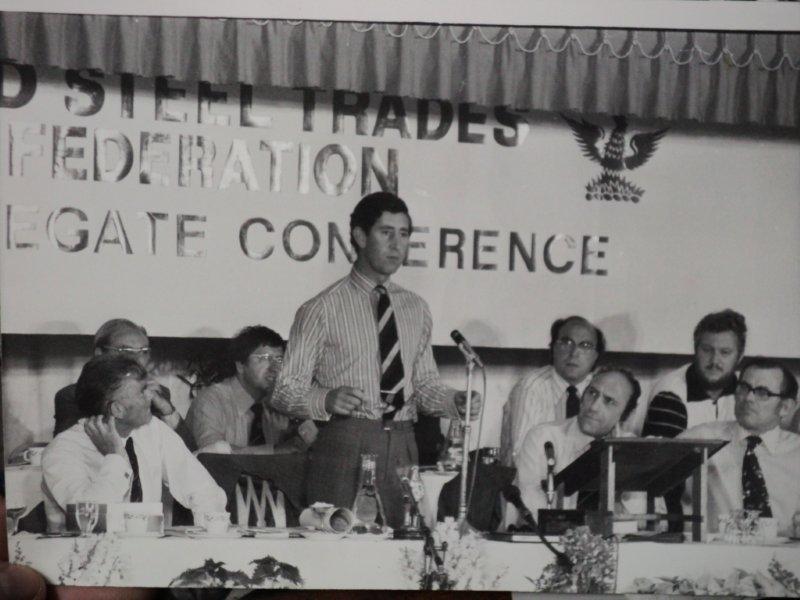 D STEEL TRADES
FEDERATION
EGATE CONFERENCE